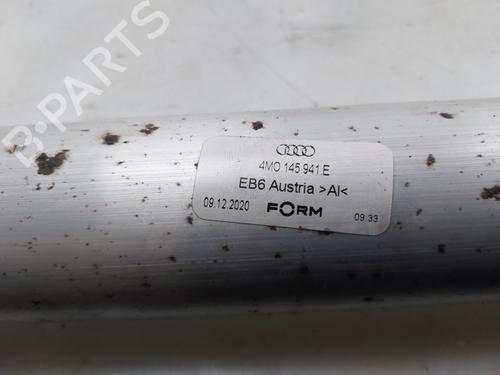 B-PARTS
4M0 145 941 E
EB6 Austria >Al<
09.12.2020 FORM 09:33